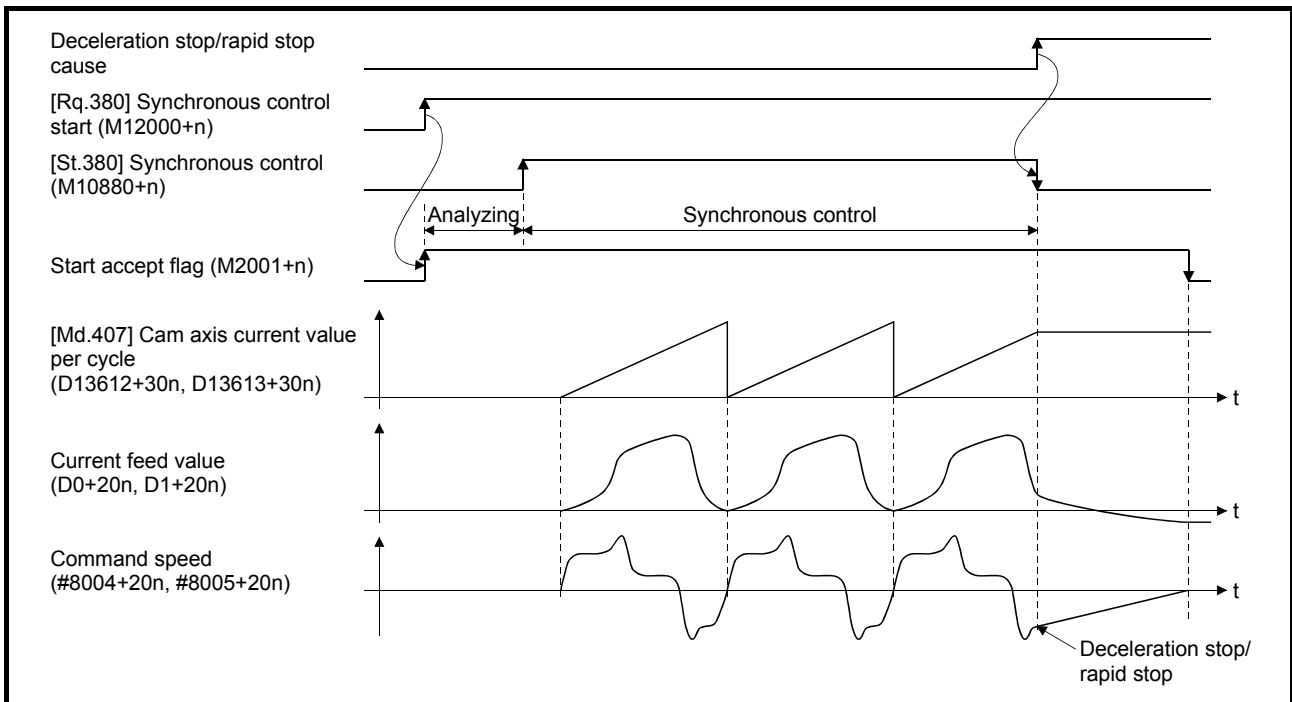 Deceleration stop/rapid stop
cause
[Rq.380] Synchronous control
start (M12000+n)
[St.380] Synchronous control
(M10880+n)
Analyzing
Synchronous control
Start accept flag (M2001+n)
[Md.407] Cam axis current value
per cycle
(D13612+30n, D13613+30n)
t
Current feed value
(D0+20n, D1+20n)
t
Command speed
(#8004+20n, #8005+20n)
t
Deceleration stop/
rapid stop